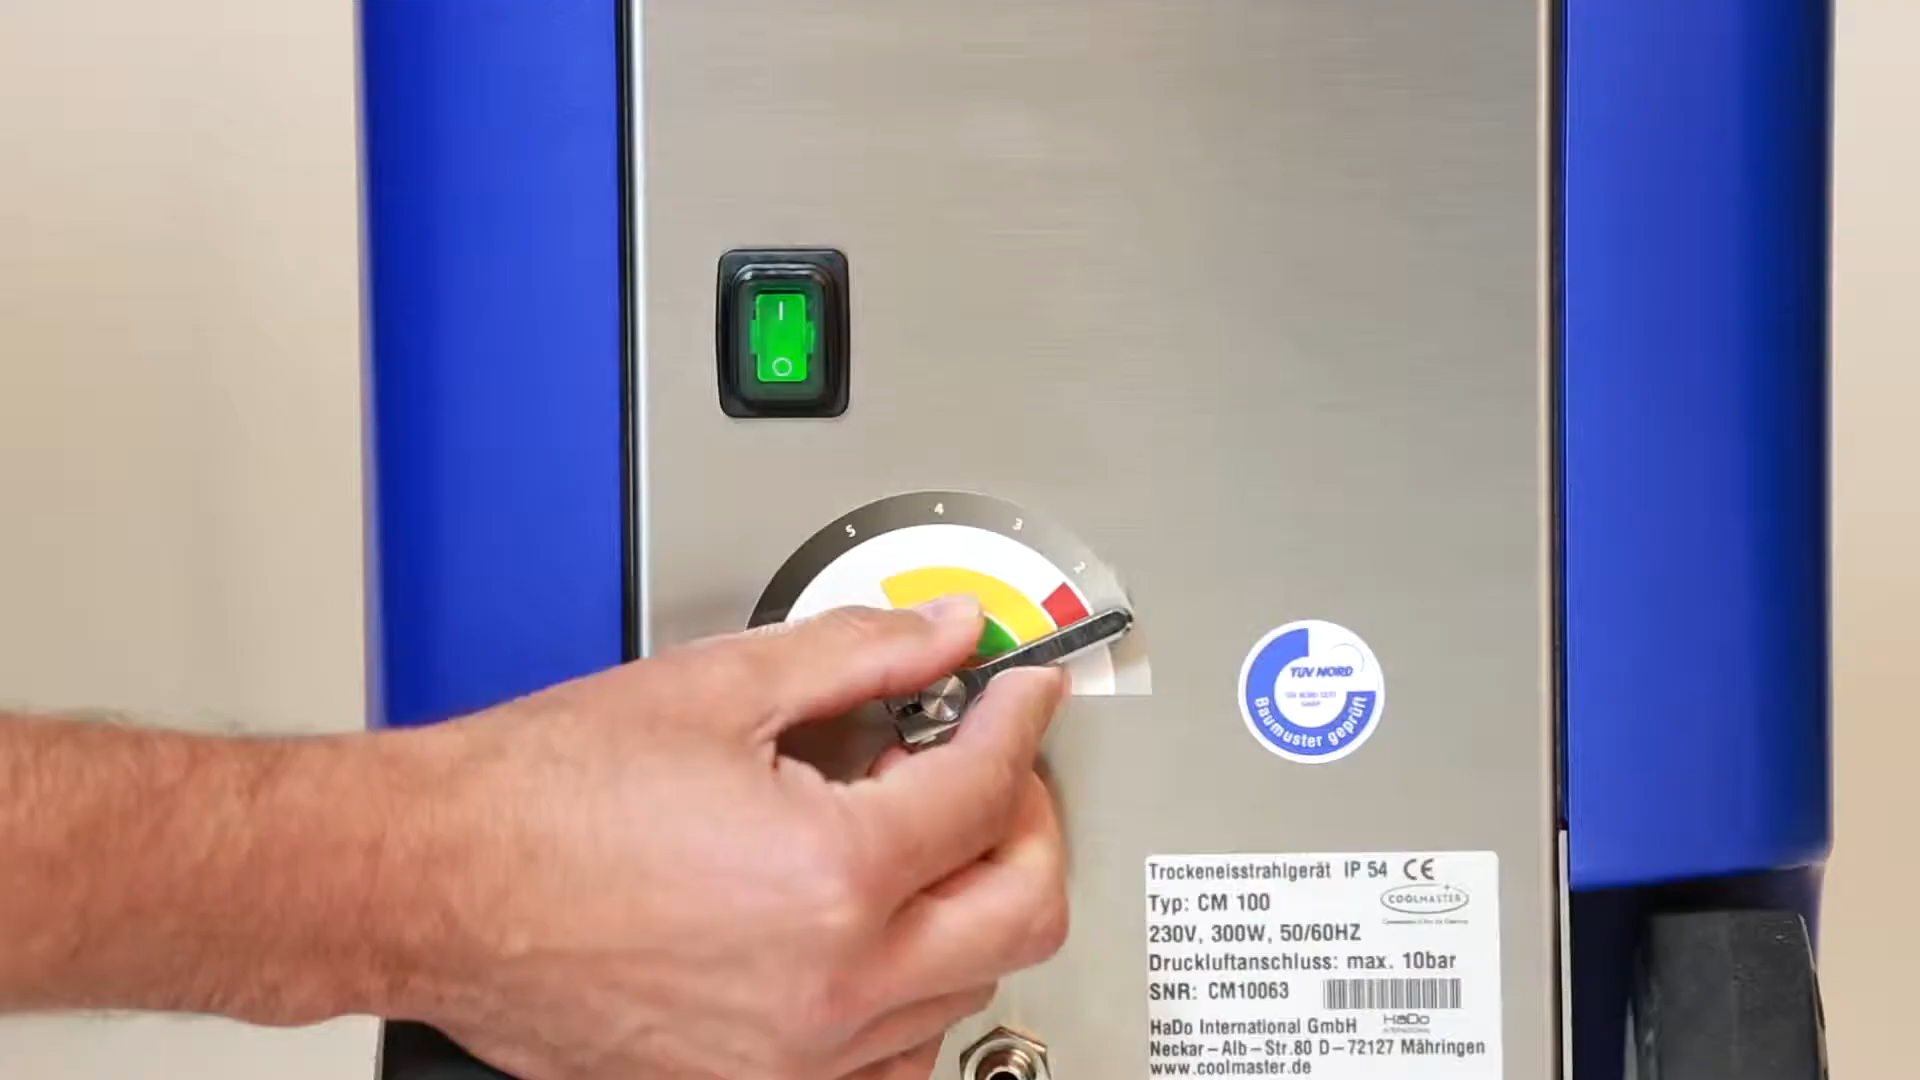 I
O
5
4
3
2
TÜV NORD
Baumuster geprüft
Trockeneisstrahlgerät IP 54 CE
Typ: CM 100
COOLMASTER
230V, 300W, 50/60HZ
Druckluftanschluss: max. 10bar
SNR: CM10063
HaDo International GmbH
HaDo
Neckar–Alb–Str.80 D–72127 Mähringen
www.coolmaster.de